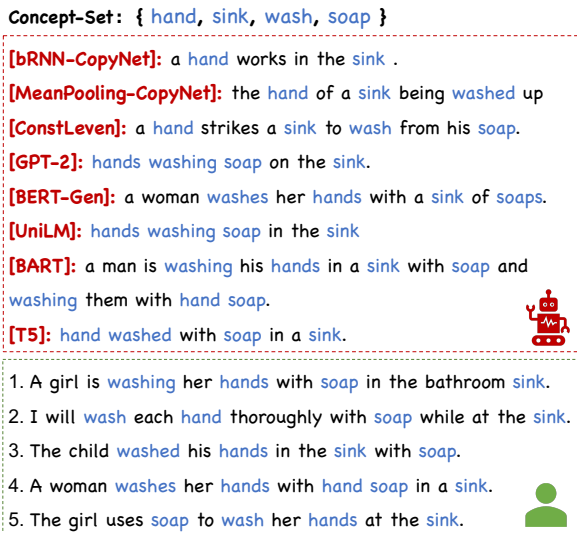 Concept-Set: { hand, sink, wash, soap }
[bRNN-CopyNet]: a hand works in the sink .
[MeanPooling-CopyNet]: the hand of a sink being washed up
[ConstLeven]: a hand strikes a sink to wash from his soap.
[GPT-2]: hands washing soap on the sink.
[BERT-Gen]: a woman washes her hands with a sink of soaps.
[UniLM]: hands washing soap in the sink
[BART]: a man is washing his hands in a sink with soap and
washing them with hand soap.
[T5]: hand washed with soap in a sink.
1. A girl is washing her hands with soap in the bathroom sink.
2. I will wash each hand thoroughly with soap while at the sink.
3. The child washed his hands in the sink with soap.
4. A woman washes her hands with hand soap in a sink.
5. The girl uses soap to wash her hands at the sink.